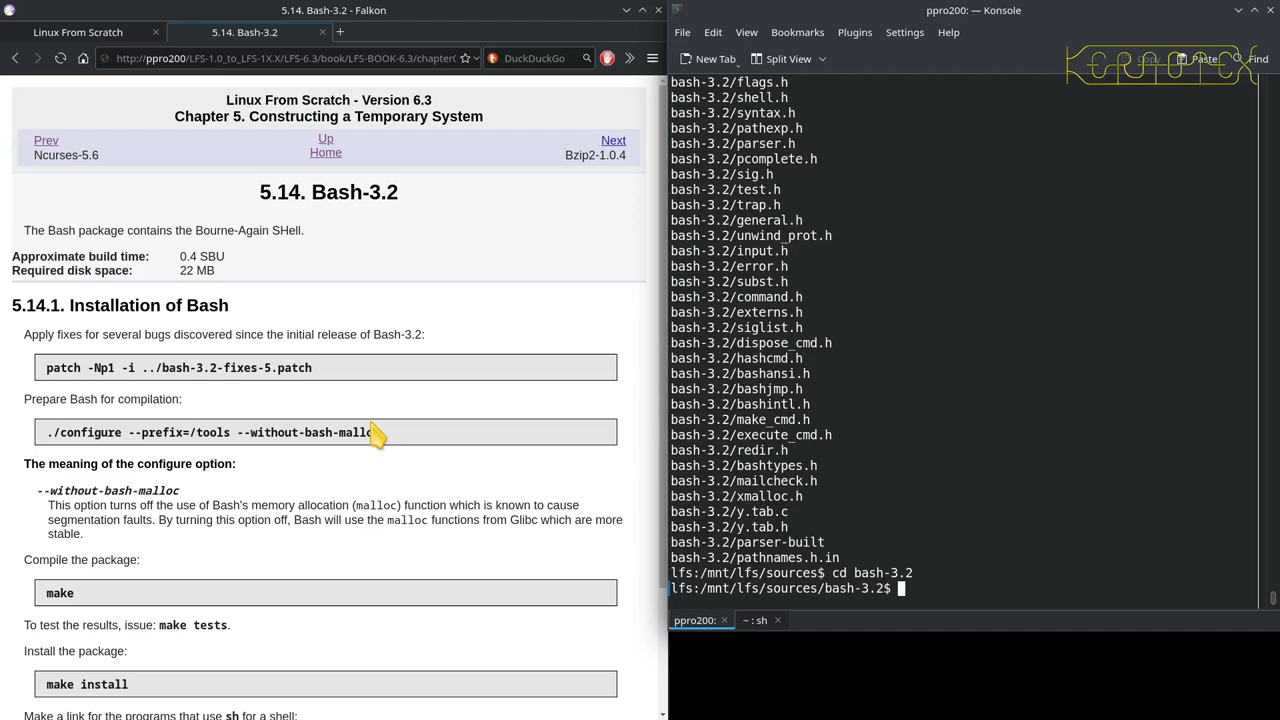 5.14. Bash-3.2 - Falkon
Linux From Scratch
5.14. Bash-3.2
http://ppro200/LFS-1.0_to_LFS-1X.X/LFS-6.3/book/LFS-BOOK-6.3/chapter0
DuckDuckGo
Linux From Scratch - Version 6.3
Chapter 5. Constructing a Temporary System
Prev
Up
Next
Ncurses-5.6
Home
Bzip2-1.0.4
5.14. Bash-3.2
The Bash package contains the Bourne-Again SHell.
Approximate build time: 0.4 SBU
Required disk space: 22 MB
5.14.1. Installation of Bash
Apply fixes for several bugs discovered since the initial release of Bash-3.2:
patch -Np1 -i ../bash-3.2-fixes-5.patch
Prepare Bash for compilation:
./configure --prefix=/tools --without-bash-malloc
The meaning of the configure option:
--without-bash-malloc
This option turns off the use of Bash's memory allocation (malloc) function which is known to cause
segmentation faults. By turning this option off, Bash will use the malloc functions from Glibc which are more
stable.
Compile the package:
make
To test the results, issue: make tests.
Install the package:
make install
Make a link for the programs that use sh for a shell:
ppro200: — Konsole
File Edit View Bookmarks Plugins Settings Help
New Tab Split View Copy Paste Find
bash-3.2/flags.h
bash-3.2/shell.h
bash-3.2/syntax.h
bash-3.2/pathexp.h
bash-3.2/parser.h
bash-3.2/pcomplete.h
bash-3.2/sig.h
bash-3.2/test.h
bash-3.2/trap.h
bash-3.2/general.h
bash-3.2/unwind_prot.h
bash-3.2/input.h
bash-3.2/error.h
bash-3.2/subst.h
bash-3.2/command.h
bash-3.2/externs.h
bash-3.2/siglist.h
bash-3.2/dispose_cmd.h
bash-3.2/hashcmd.h
bash-3.2/bashansi.h
bash-3.2/bashjmp.h
bash-3.2/bashintl.h
bash-3.2/make_cmd.h
bash-3.2/execute_cmd.h
bash-3.2/redir.h
bash-3.2/bashtypes.h
bash-3.2/mailcheck.h
bash-3.2/xmalloc.h
bash-3.2/y.tab.c
bash-3.2/y.tab.h
bash-3.2/parser-built
bash-3.2/pathnames.h.in
lfs:/mnt/lfs/sources$ cd bash-3.2
lfs:/mnt/lfs/sources/bash-3.2$
ppro200:
~ : sh